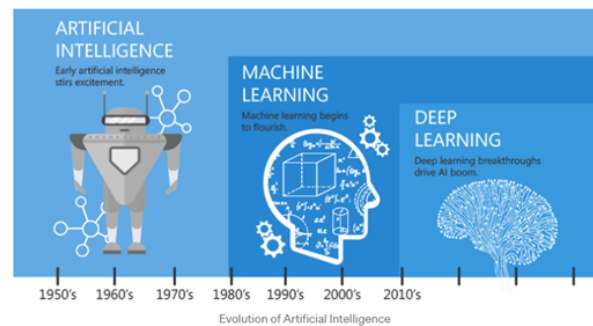 ARTIFICIAL
INTELLIGENCE
Early artificial intelligence
stirs excitement.
MACHINE
LEARNING
Machine learning begins
to flourish.
DEEP
LEARNING
Deep learning breakthroughs
drive AI boom.
1950's 1960's 1970's 1980's 1990's 2000's 2010's
Evolution of Artificial Intelligence